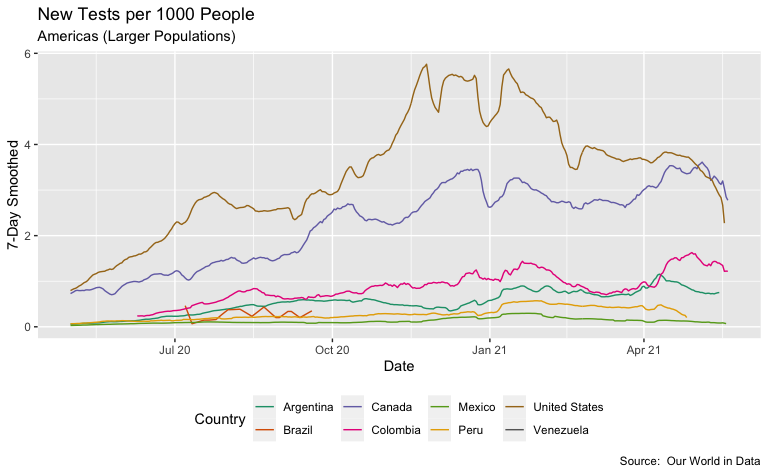 New Tests per 1000 People
Americas (Larger Populations)
6
4
2
0
7-Day Smoothed
Jul 20 Oct 20 Jan 21 Apr 21
Date
Country
Argentina Canada Mexico United States
Brazil Colombia Peru Venezuela
Source: Our World in Data